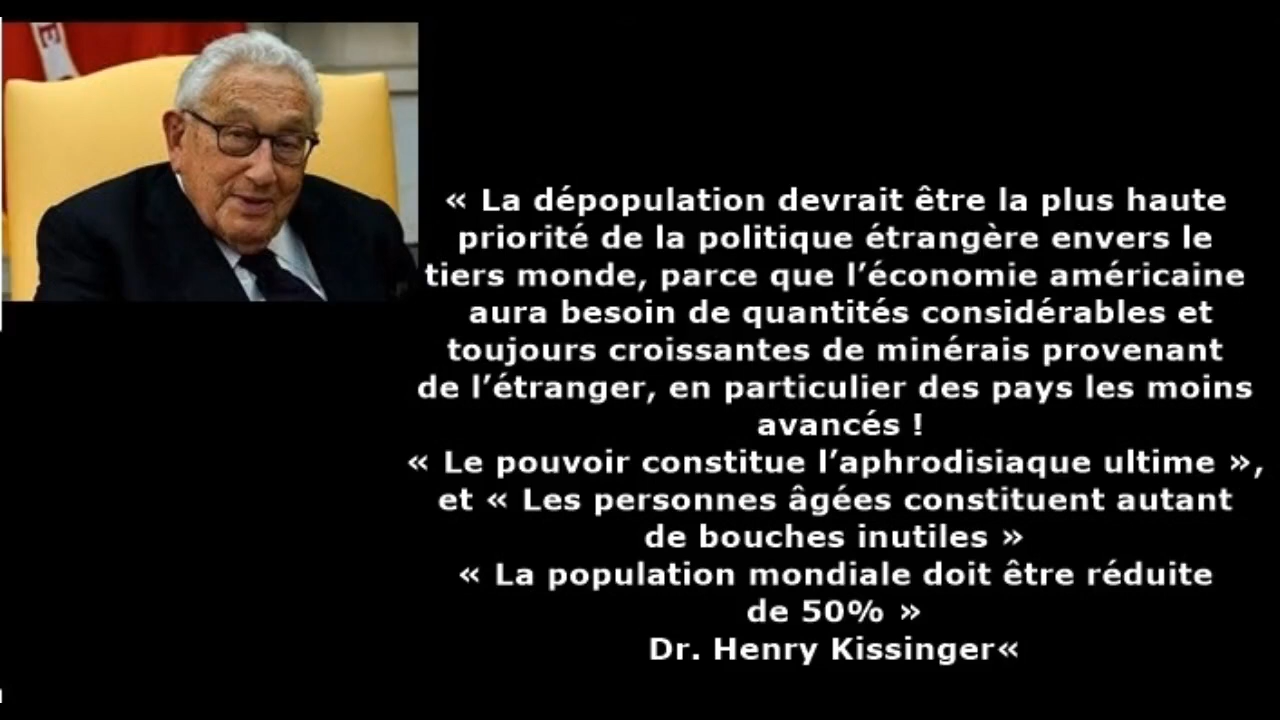 « La dépopulation devrait être la plus haute
priorité de la politique étrangère envers le
tiers monde, parce que l’économie américaine
aura besoin de quantités considérables et
toujours croissantes de minérais provenant
de l’étranger, en particulier des pays les moins
avancés !
« Le pouvoir constitue l’aphrodisiaque ultime »,
et « Les personnes âgées constituent autant
de bouches inutiles »
« La population mondiale doit être réduite
de 50% »
Dr. Henry Kissinger«